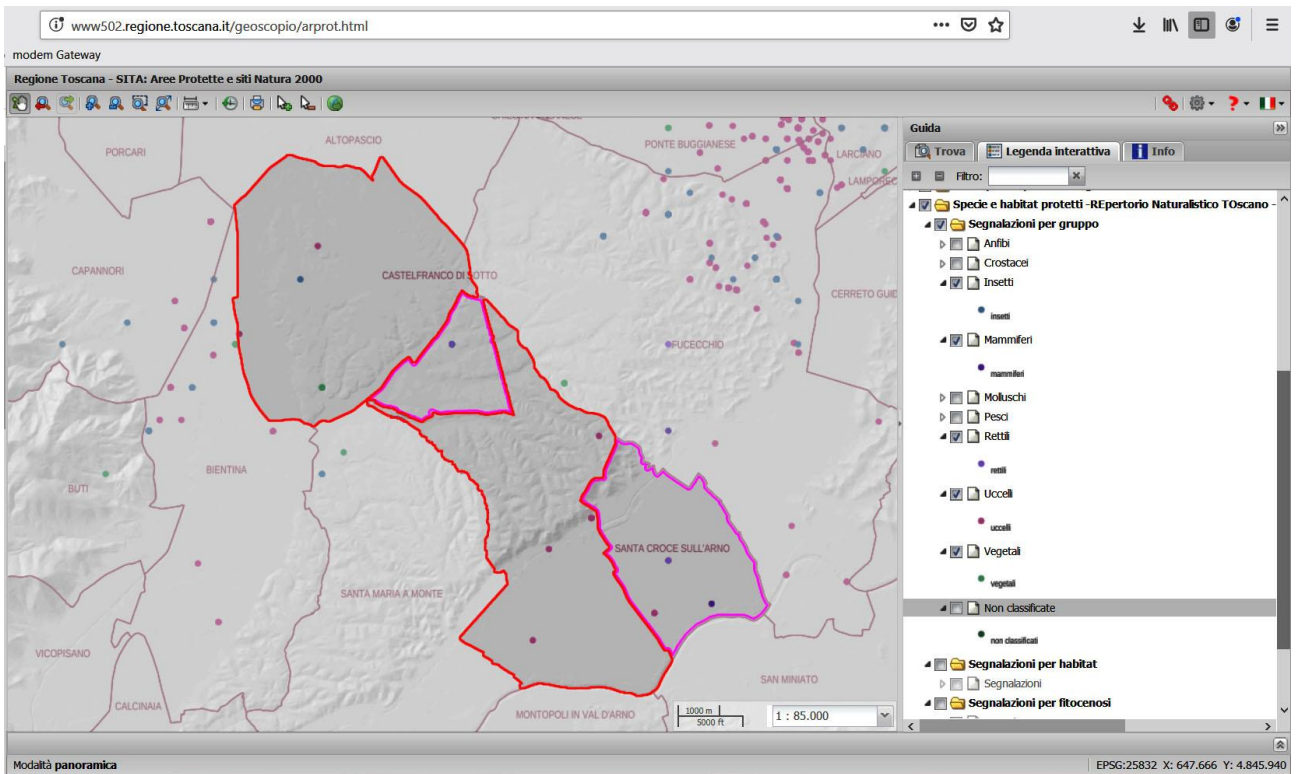 www502.regione.toscana.it/geoscopio/arprot.html
modem Gateway
Regione Toscana - SITA: Aree Protette e siti Natura 2000
Guida
Trova
Legenda interattiva
Info
Filtro:
Specie e habitat protetti -REpertorio Naturalistico TOscano -
Segnalazioni per gruppo
Anfibi
Crostacei
Insetti
insetti
Mammiferi
mammiferi
Molluschi
Pesci
Rettili
rettili
Uccelli
uccelli
Vegetali
vegetali
Non classificate
non classificati
Segnalazioni per habitat
Segnalazioni
Segnalazioni per fitocenosi
ALTOPASCIO
PORCARI
PONTE BUGGIANESE
LARCIANO
CAPANNORI
CASTELFRANCO DI SOTTO
CERRETO GUID
FUCECCHIO
BIENTINA
BUTI
SANTA CROCE SULL'ARNO
SANTA MARIA A MONTE
VICOPISANO
SAN MINIATO
CALCINAIA
MONTOPOLI IN VAL D'ARNO
1000 m
5000 ft
1 : 85.000
Modalità panoramica
EPSG:25832 X: 647.666 Y: 4.845.940